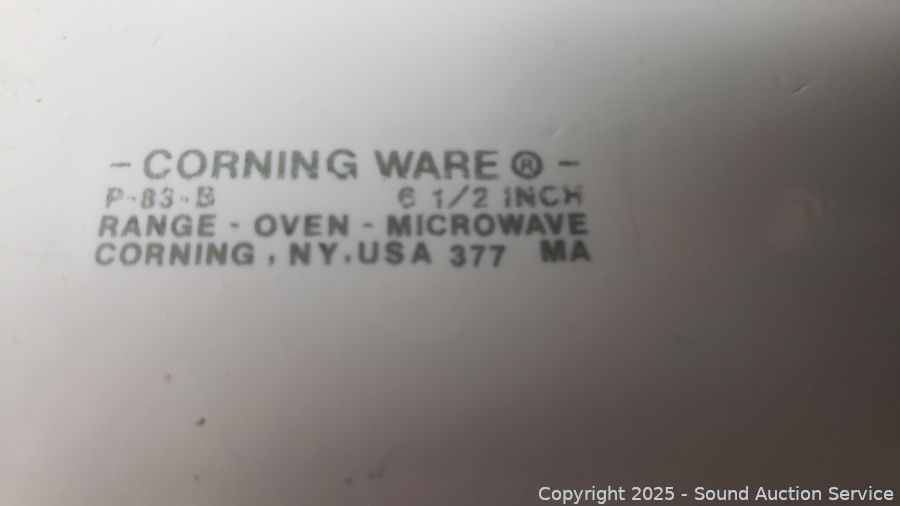 - CORNING WARE ® -
P-83-B 6 1/2 INCH
RANGE - OVEN - MICROWAVE
CORNING , NY. USA 377 MA
Copyright 2025 - Sound Auction Service